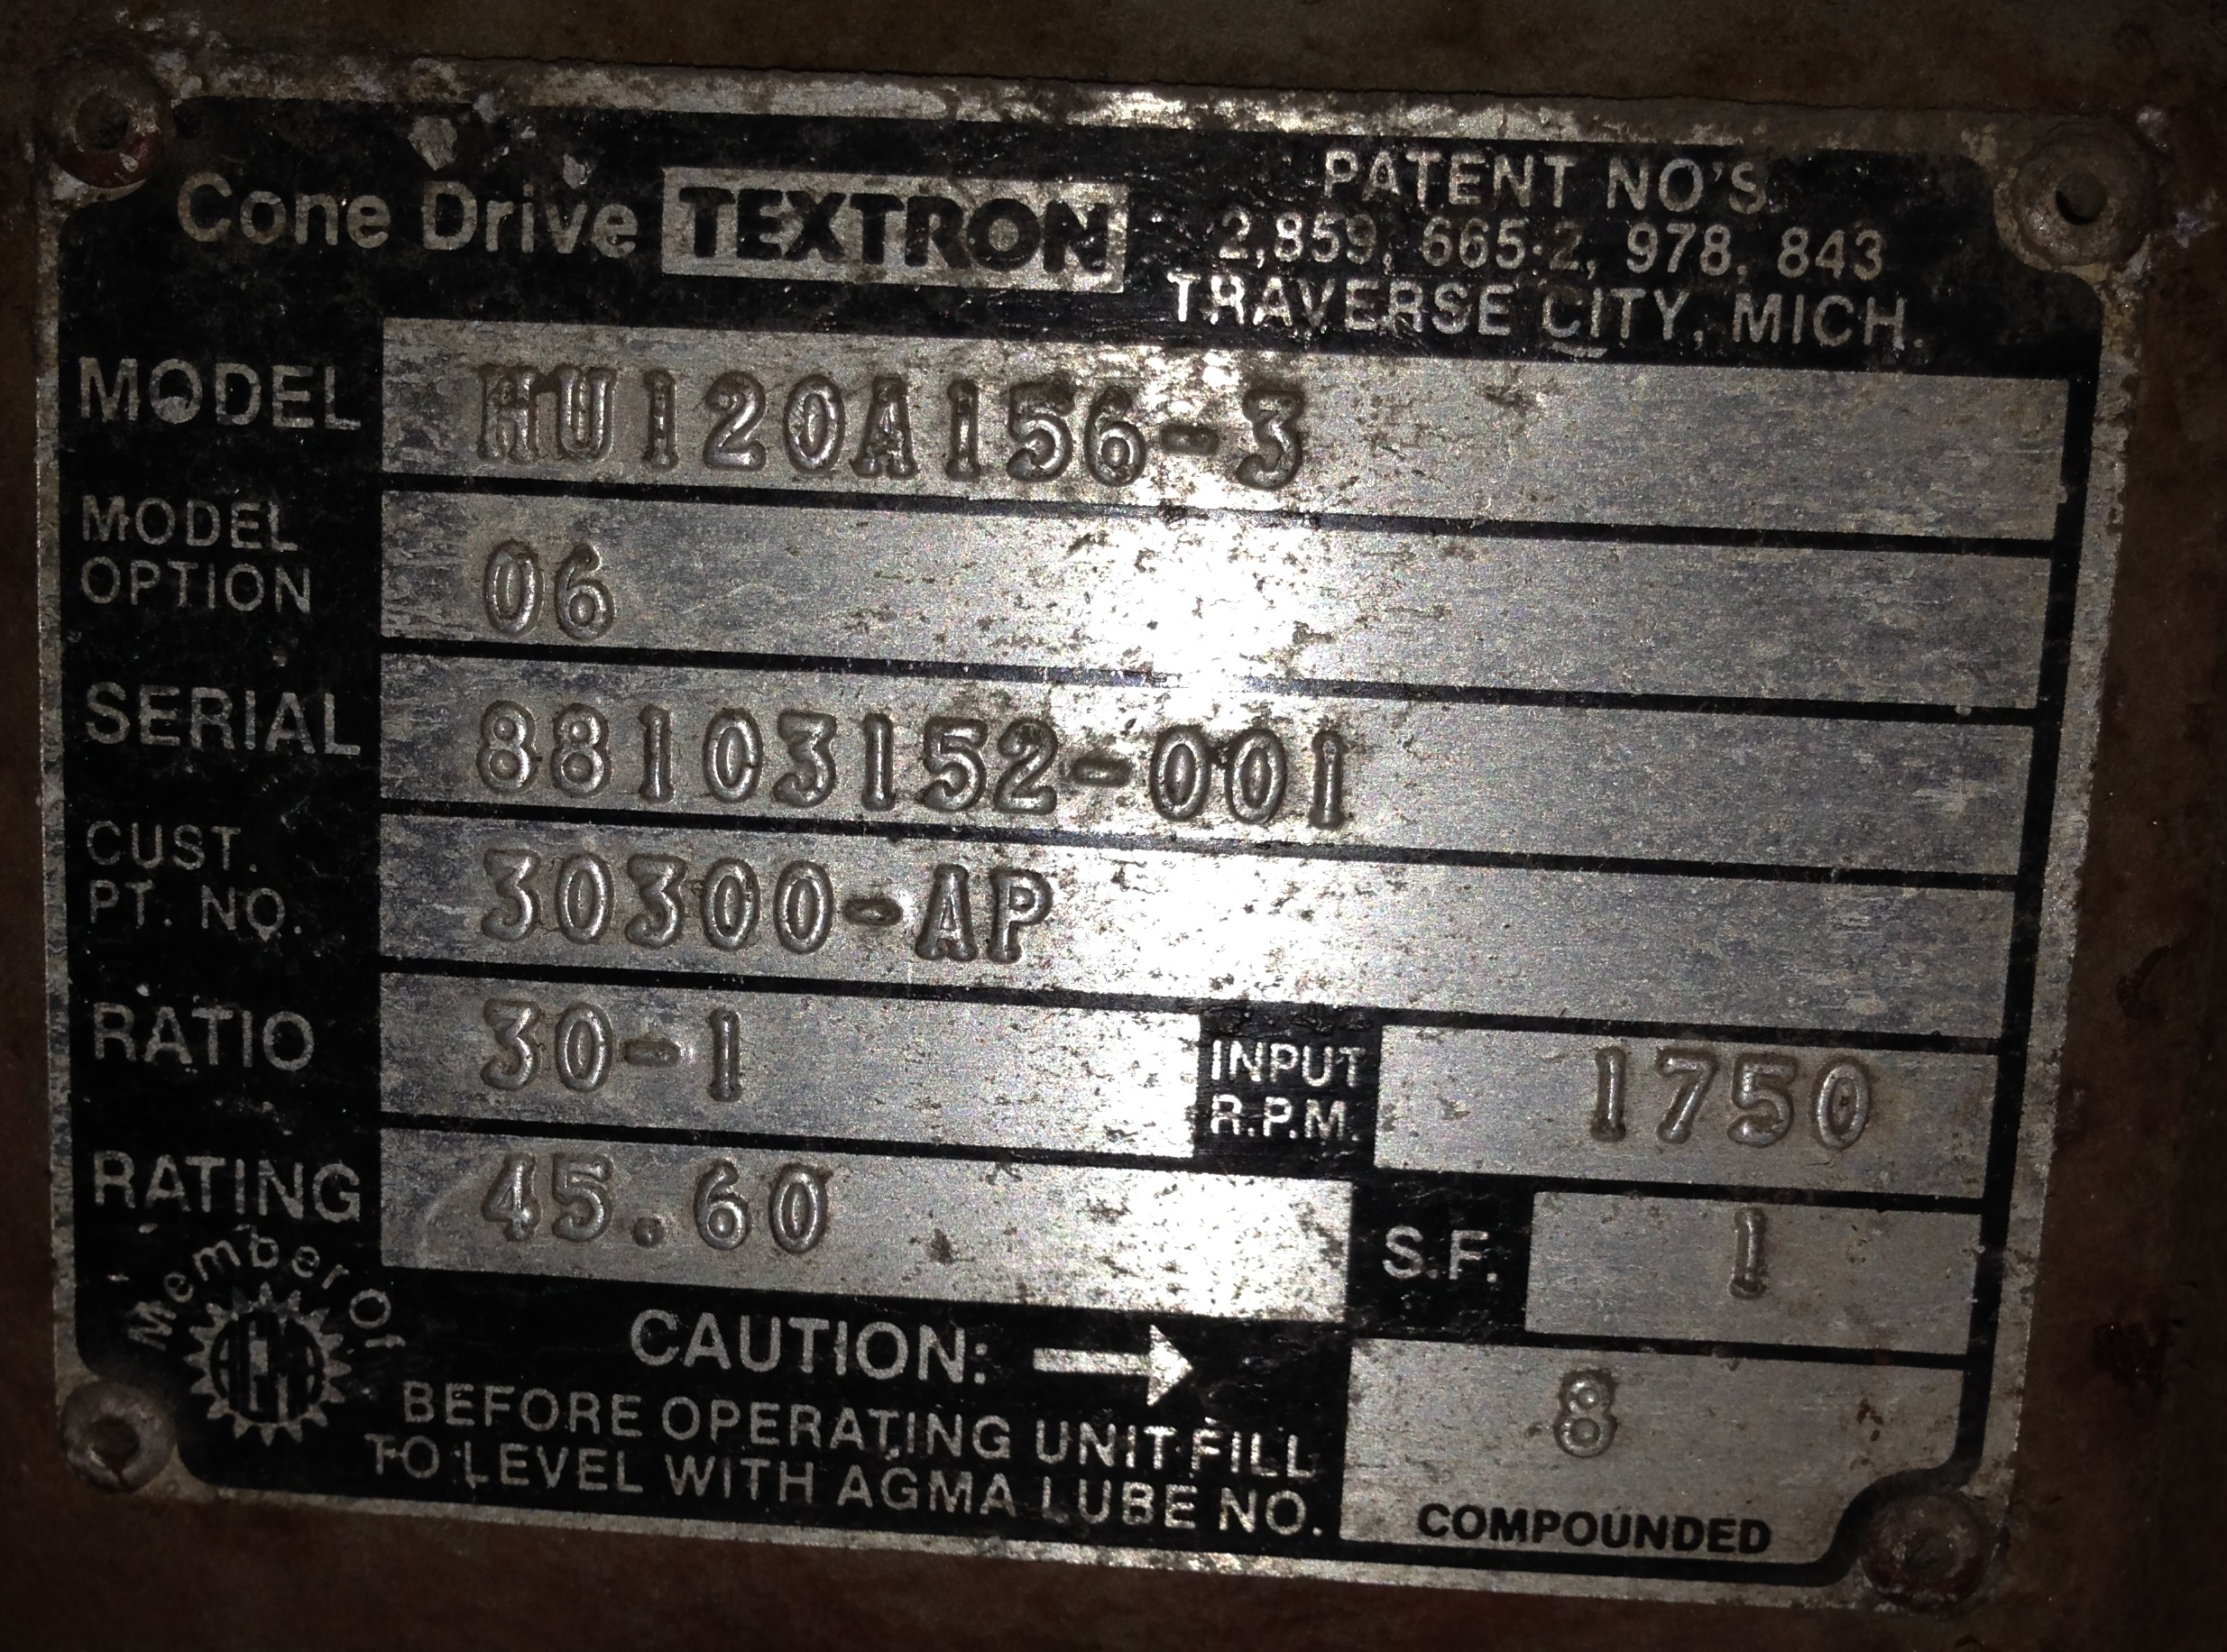 Cone Drive TEXTRON
PATENT NO'S.
2,859, 665-2, 978, 843
TRAVERSE CITY, MICH.
MODEL HU120A156-3
MODEL
OPTION 06
SERIAL 88103152-001
CUST.
PT. NO. 30300-AP
RATIO 30-1
INPUT
R.P.M. 1750
RATING 45.60
S.F. 1
Member Of
AGMA
CAUTION:
BEFORE OPERATING UNIT FILL
TO LEVEL WITH AGMA LUBE NO.
8
COMPOUNDED